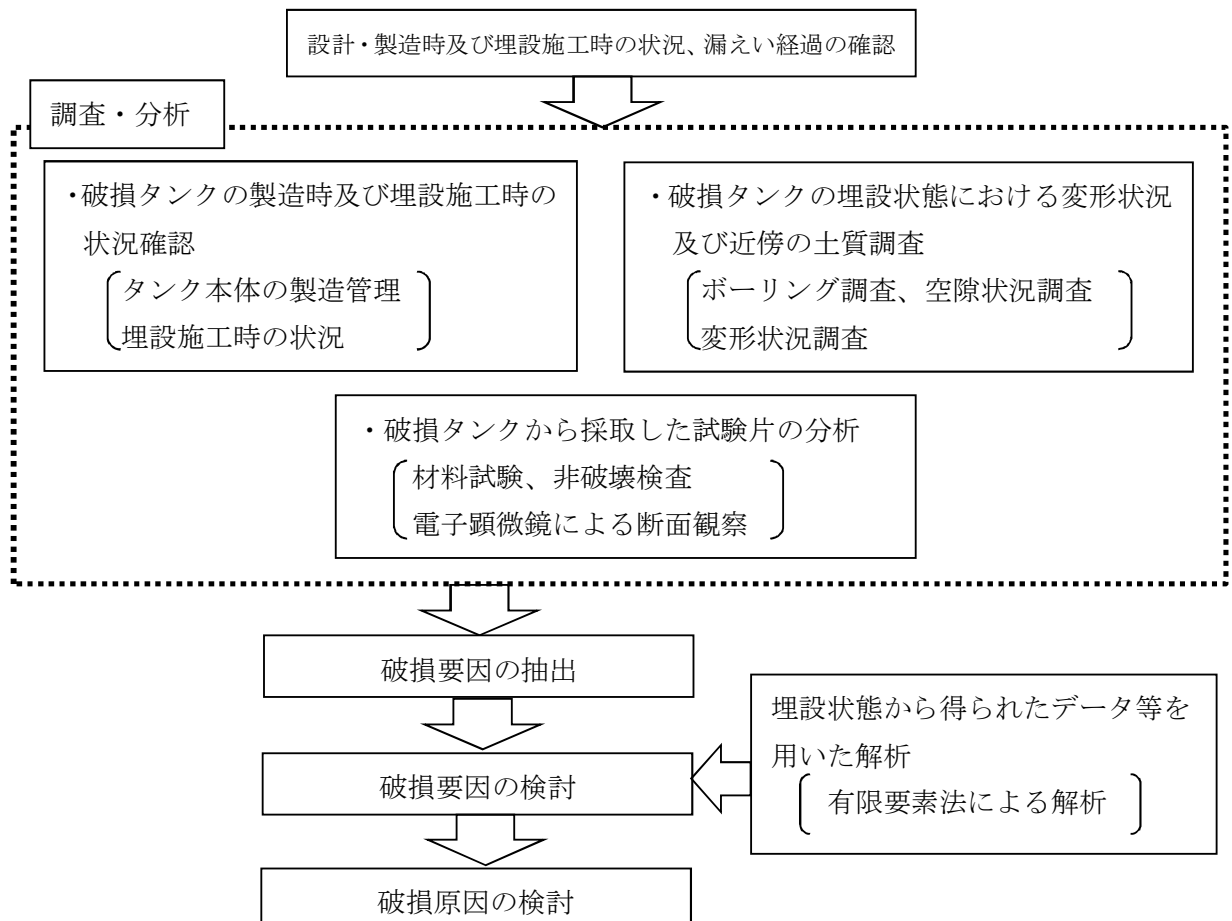 設計・製造時及び埋設施工時の状況、漏えい経過の確認
調査・分析
・破損タンクの製造時及び埋設施工時の
状況確認
タンク本体の製造管理
埋設施工時の状況
・破損タンクの埋設状態における変形状況
及び近傍の土質調査
ボーリング調査、空隙状況調査
変形状況調査
・破損タンクから採取した試験片の分析
材料試験、非破壊検査
電子顕微鏡による断面観察
破損要因の抽出
埋設状態から得られたデータ等を
用いた解析
有限要素法による解析
破損要因の検討
破損原因の検討